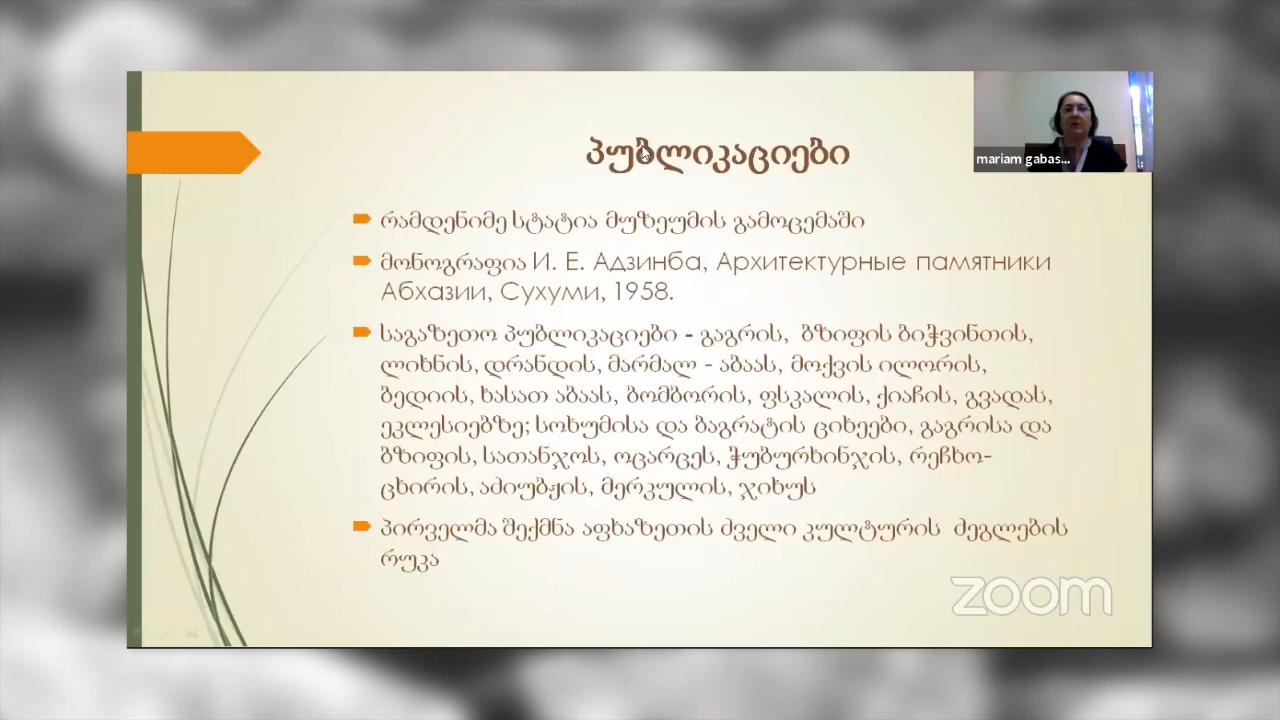 პუბლიკაციები
mariam gabas...
რამდენიმე სტატია მუზეუმის გამოცემაში
მონოგრაფია И. Е. Адзинба, Архитектурные памятники
Абхазии, Сухуми, 1958.
საგაზეთო პუბლიკაციები - გაგრის, ბზიფის ბიჭვინთის,
ლიხნის, დრანდის, მარმალ - აბაას, მოქვის ილორის,
ბედიის, ხასათ აბაას, ბომბორის, ფსკალის, ქიაჩის, გვადას,
ეკლესიებზე; სოხუმისა და ბაგრატის ციხეები, გაგრისა და
ბზიფის, სათანჯოს, ოცარცეს, ჭუბურხინჯის, რეჩხო-
ცხირის, აძიუბჟის, მერკულის, ჯიხუს
პირველმა შექმნა აფხაზეთის ძველი კულტურის ძეგლების
რუკა
zoom